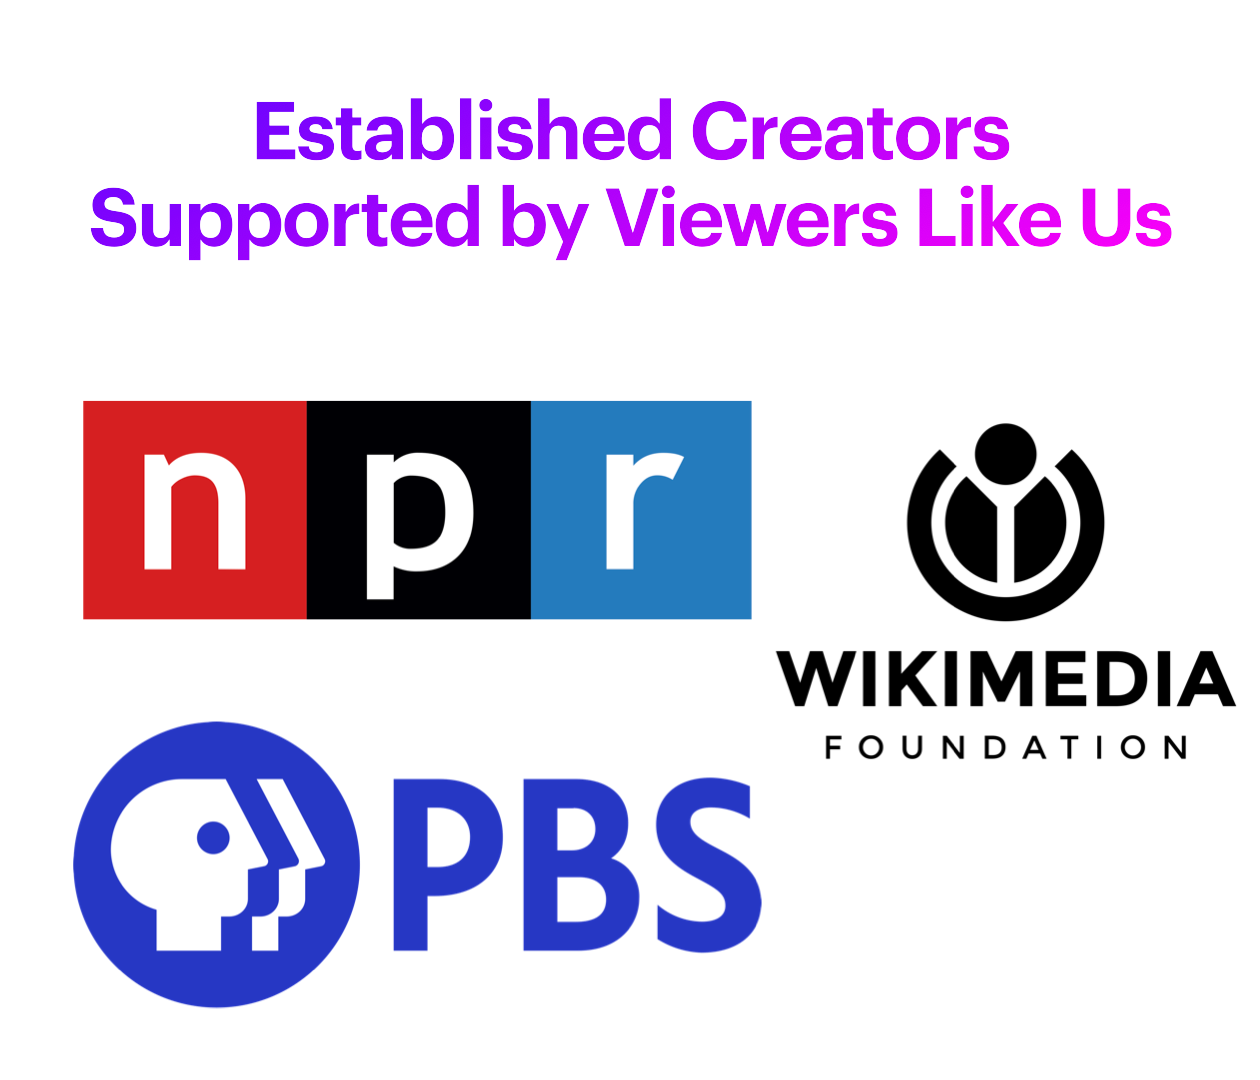 Established Creators
Supported by Viewers Like Us
npr
WIKIMEDIA
FOUNDATION
PBS